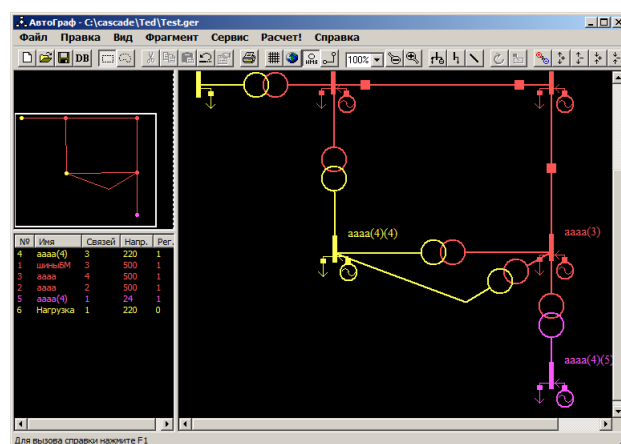 АвтоГраф - C:\cascade\Ted\Test.ger
Файл Правка Вид Фрагмент Сервис Расчет! Справка
DB 100%
№ Имя Связей Напр. Рег.
4 aaaa(4) 3 220 1
1 шиныБМ 3 500 1
3 aaaa 4 500 1
2 aaaa 2 500 1
5 aaaa(4) 1 24 1
6 Нагрузка 1 220 0
aaaa(4)(4)
aaaa(3)
aaaa(4)(5)
Для вызова справки нажмите F1